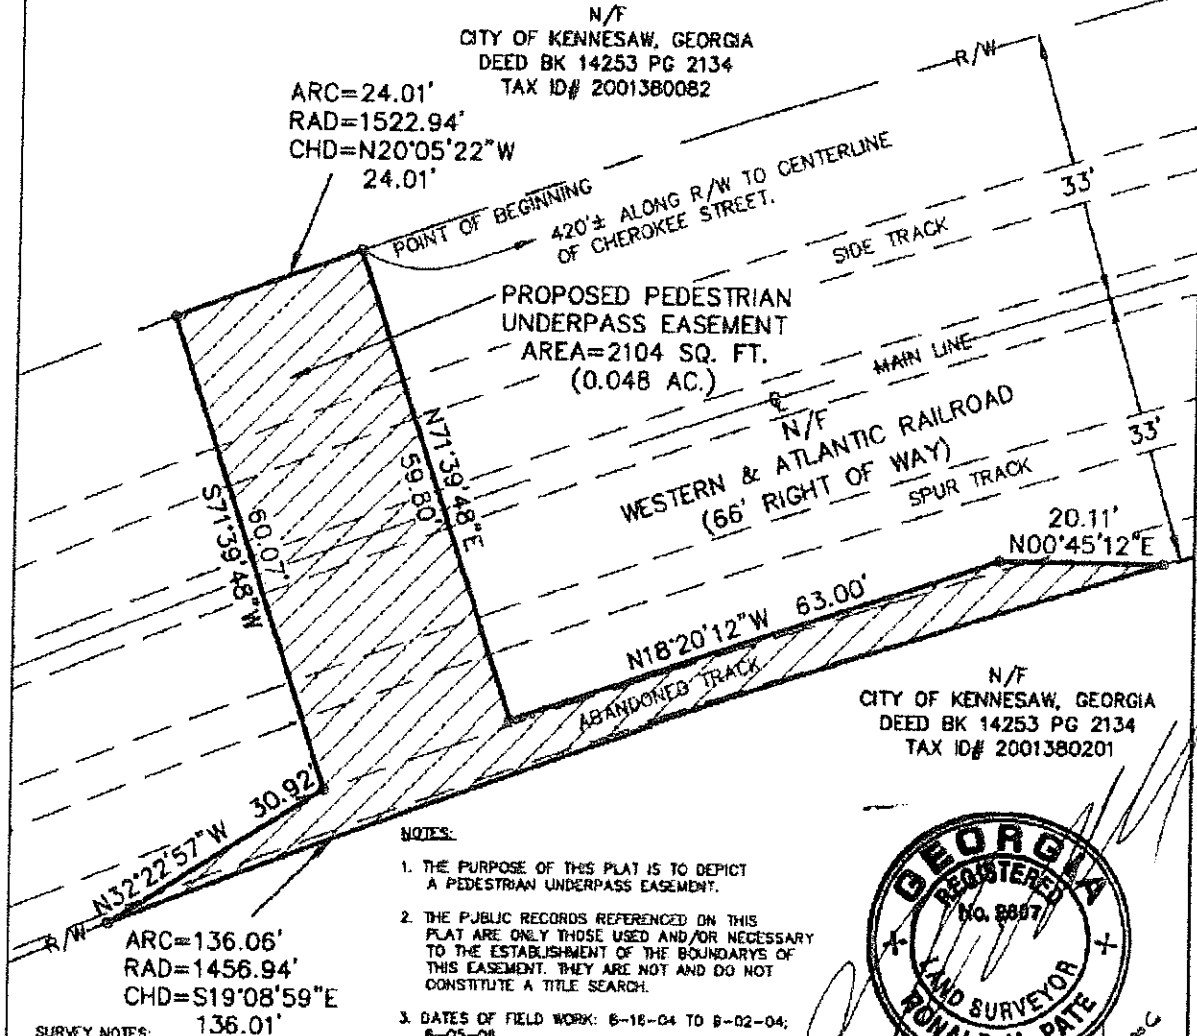 N/F
CITY OF KENNESAW, GEORGIA
DEED BK 14253 PG 2134
TAX ID# 2001380082
R/W
ARC=24.01'
RAD=1522.94'
CHD=N20°05'22"W
24.01'
POINT OF BEGINNING
420'± ALONG R/W TO CENTERLINE
OF CHEROKEE STREET.
33'
SIDE TRACK
PROPOSED PEDESTRIAN
UNDERPASS EASEMENT
AREA=2104 SQ. FT.
(0.048 AC.)
MAIN LINE
N/F
WESTERN & ATLANTIC RAILROAD
(66' RIGHT OF WAY)
33'
SPUR TRACK
N71°39'48"E
59.80'
60.07'
S71°39'48"W
20.11'
N00°45'12"E
N18°20'12"W 63.00'
ABANDONED TRACK
N/F
CITY OF KENNESAW, GEORGIA
DEED BK 14253 PG 2134
TAX ID# 2001380201
N32°22'57"W 30.92'
R/W
ARC=136.06'
RAD=1456.94'
CHD=S19°08'59"E
136.01'
SURVEY NOTES:
NOTES:
1. THE PURPOSE OF THIS PLAT IS TO DEPICT
A PEDESTRIAN UNDERPASS EASEMENT.
2. THE PUBLIC RECORDS REFERENCED ON THIS
PLAT ARE ONLY THOSE USED AND/OR NECESSARY
TO THE ESTABLISHMENT OF THE BOUNDARYS OF
THIS EASEMENT. THEY ARE NOT AND DO NOT
CONSTITUTE A TITLE SEARCH.
3. DATES OF FIELD WORK:
GEORGIA
REGISTERED
LAND SURVEYOR